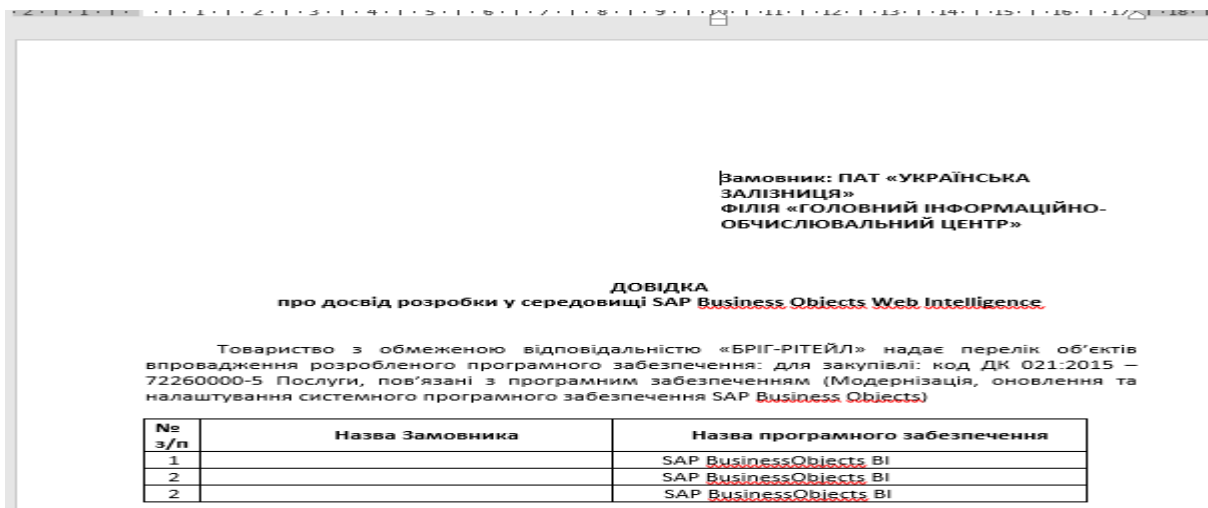 Замовник: ПАТ «УКРАЇНСЬКА
ЗАЛІЗНИЦЯ»
ФІЛІЯ «ГОЛОВНИЙ ІНФОРМАЦІЙНО-
ОБЧИСЛЮВАЛЬНИЙ ЦЕНТР»
ДОВІДКА
про досвід розробки у середовищі SAP Business Objects Web Intelligence
Товариство з обмеженою відповідальністю «БРІГ-РІТЕЙЛ» надає перелік об’єктів
впровадження розробленого програмного забезпечення: для закупівлі: код ДК 021:2015 –
72260000-5 Послуги, пов’язані з програмним забезпеченням (Модернізація, оновлення та
налаштування системного програмного забезпечення SAP Business Objects)
№ з/п Назва Замовника Назва програмного забезпечення
1 SAP BusinessObjects BI
2 SAP BusinessObjects BI
2 SAP BusinessObjects BI